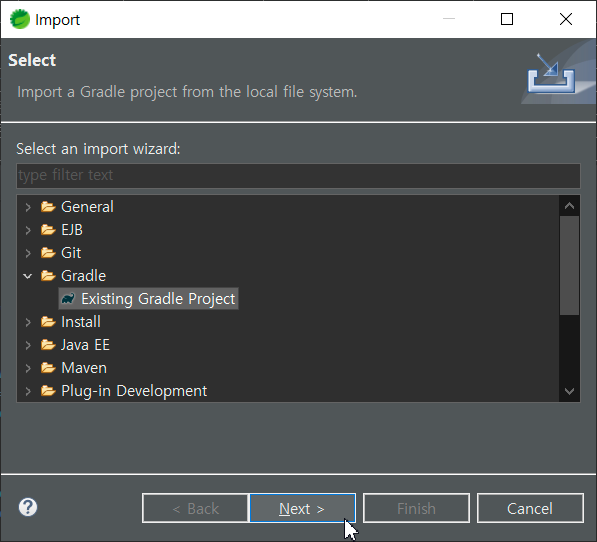 Import
Select
Import a Gradle project from the local file system.
Select an import wizard:
type filter text
General
EJB
Git
Gradle
Existing Gradle Project
Install
Java EE
Maven
Plug-in Development
?
< Back
Next >
Finish
Cancel